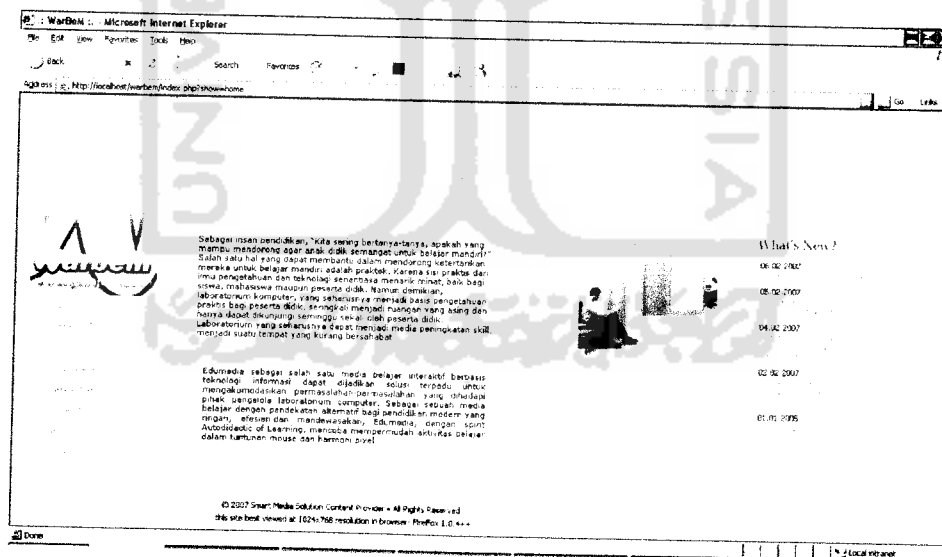 : WarBeM :. - Microsoft Internet Explorer
File Edit View Favorites Tools Help
Back Search Favorites
Address http://localhost/warbem/index.php?show=home
Go Links
Sebagai insan pendidikan, "Kita sering bertanya-tanya, apakah yang
mampu mendorong agar anak didik semangat untuk belajar mandiri?"
Salah satu hal yang dapat membantu dalam mendorong ketertarikan
mereka untuk belajar mandiri adalah praktek. Karena sisi praktis dari
ilmu pengetahuan dan teknologi senantiasa menarik minat, baik bagi
siswa, mahasiswa maupun peserta didik. Namun demikian,
laboratorium komputer, yang seharusnya menjadi basis pengetahuan
praktis bagi peserta didik, seringkali menjadi ruangan yang asing dan
hanya dapat dikunjungi seminggu sekali oleh peserta didik.
Laboratorium yang seharusnya dapat menjadi media peningkatan skill,
menjadi suatu tempat yang kurang bersahabat
Edumedia sebagai salah satu media belajar interaktif berbasis
teknologi informasi dapat dijadikan solusi terpadu untuk
mengakomodasikan permasalahan-permasalahan yang dihadapi
pihak pengelola laboratorium computer. Sebagai sebuah media
belajar dengan pendekatan alternatif bagi pendidikan modern yang
ringan, efesien dan mendewasakan, Edumedia, dengan spirit
Autodidactic of Learning, mencoba mempermudah aktivitas belajar
dalam tuntunan mouse dan harmoni pixel
What's New?
06.02.2007
05.02.2007
04.02.2007
02.02.2007
01.01.2005
© 2007 Smart Media Solution Content Provider • All Rights Reserved
this site best viewed at 1024x768 resolution in browser FireFox 1.0.4++
Done
Local intranet